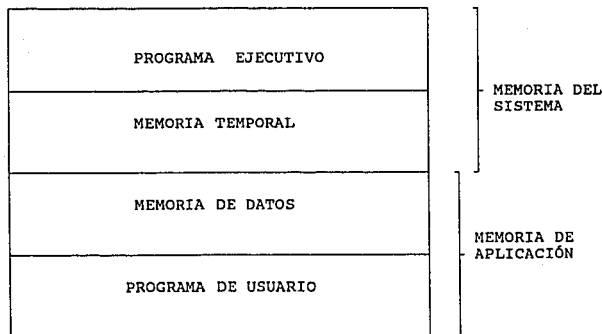 PROGRAMA EJECUTIVO
MEMORIA DEL
SISTEMA
MEMORIA TEMPORAL
MEMORIA DE DATOS
MEMORIA DE
APLICACIÓN
PROGRAMA DE USUARIO